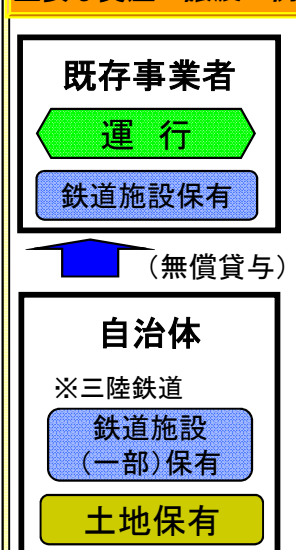 既存事業者
運 行
鉄道施設保有
(無償貸与)
自治体
※三陸鉄道
鉄道施設
(一部)保有
土地保有